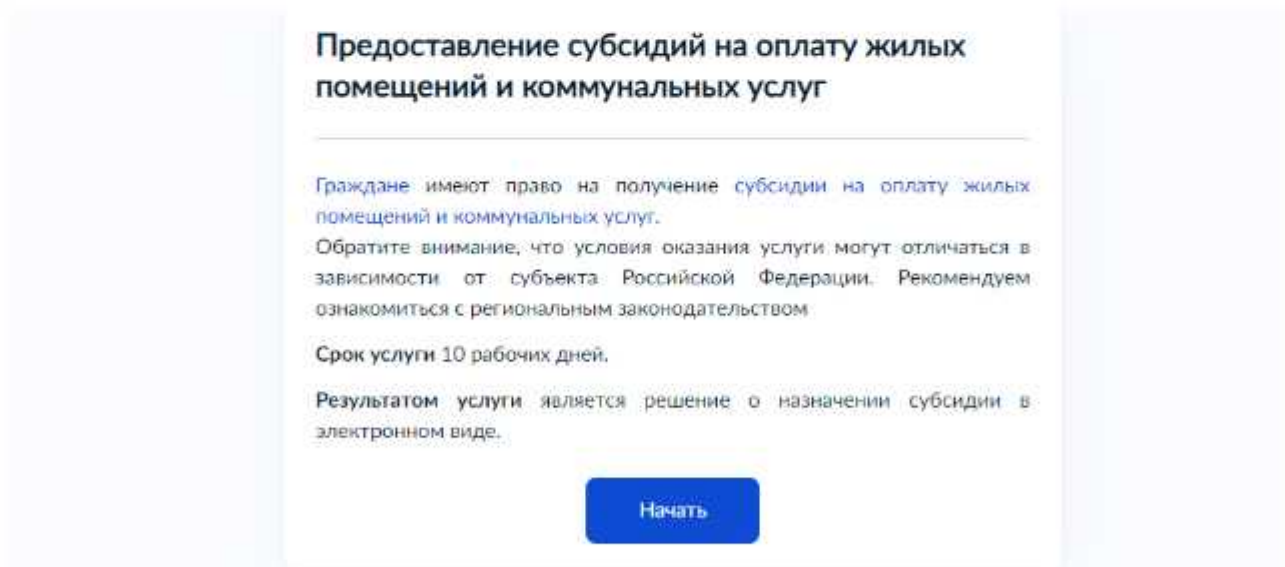 Предоставление субсидий на оплату жилых
помещений и коммунальных услуг
Граждане имеют право на получение субсидии на оплату жилых
помещений и коммунальных услуг.
Обратите внимание, что условия оказания услуги могут отличаться в
зависимости от субъекта Российской Федерации. Рекомендуем
ознакомиться с региональным законодательством
Срок услуги 10 рабочих дней.
Результатом услуги является решение о назначении субсидии в
электронном виде.
Начать